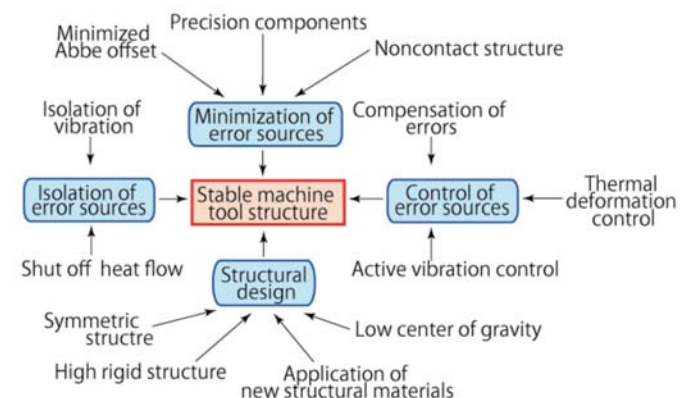 Precision components
Minimized
Abbe offset
Noncontact structure
Minimization of
error sources
Isolation of
vibration
Compensation of
errors
Isolation of
error sources
Stable machine
tool structure
Control of
error sources
Thermal
deformation
control
Shut off heat flow
Structural
design
Active vibration control
Symmetric
structre
Low center of gravity
High rigid structure
Application of
new structural materials